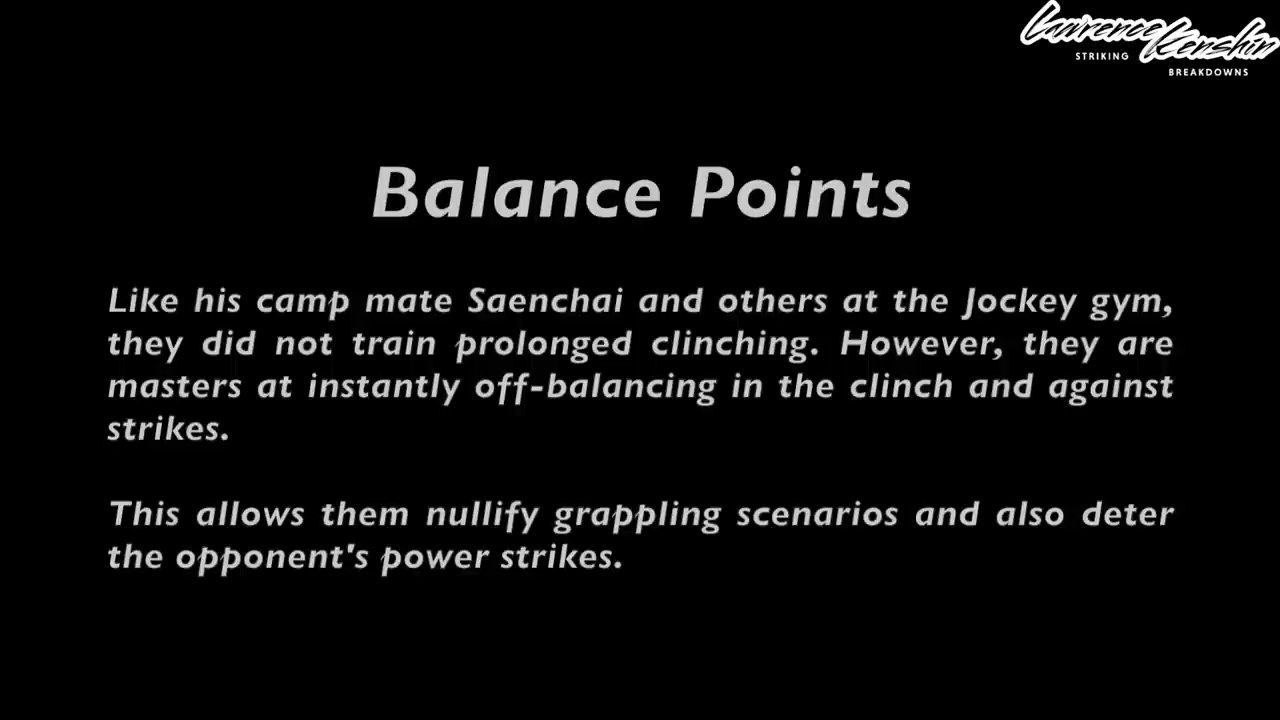 Lawrence Kenshin
STRIKING
BREAKDOWNS
Balance Points
Like his camp mate Saenchai and others at the Jockey gym,
they did not train prolonged clinching. However, they are
masters at instantly off-balancing in the clinch and against
strikes.
This allows them nullify grappling scenarios and also deter
the opponent's power strikes.